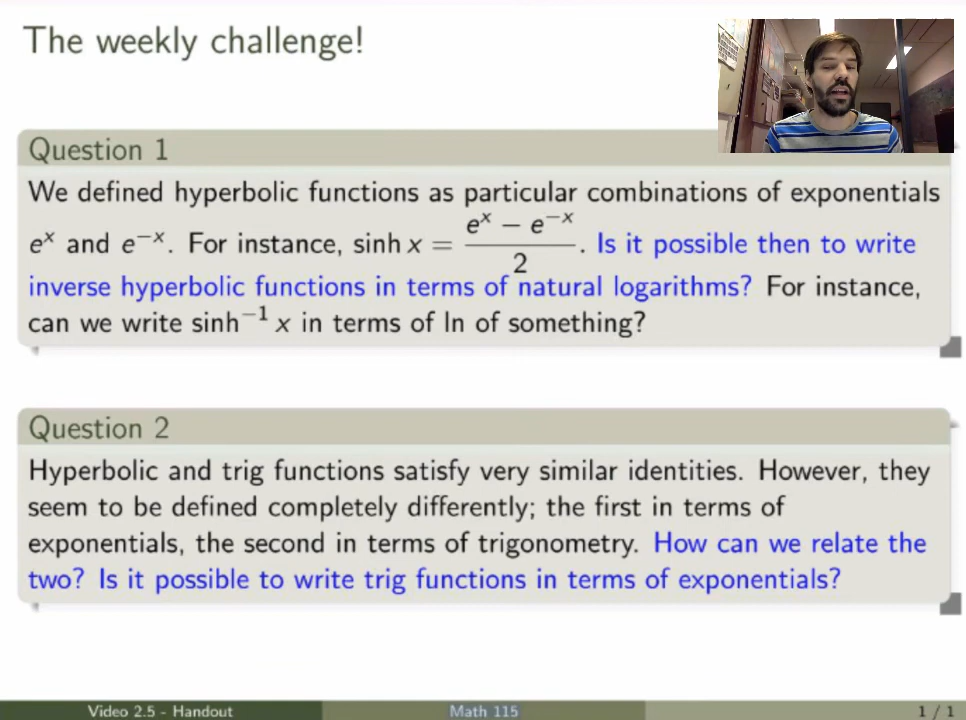 The weekly challenge!
Question 1
We defined hyperbolic functions as particular combinations of exponentials
e^x and e^{-x}. For instance, sinh x = \frac{e^x - e^{-x}}{2}. Is it possible then to write
inverse hyperbolic functions in terms of natural logarithms? For instance,
can we write sinh^{-1} x in terms of ln of something?
Question 2
Hyperbolic and trig functions satisfy very similar identities. However, they
seem to be defined completely differently; the first in terms of
exponentials, the second in terms of trigonometry. How can we relate the
two? Is it possible to write trig functions in terms of exponentials?
Video 2.5 - Handout
Math 115
1 / 1